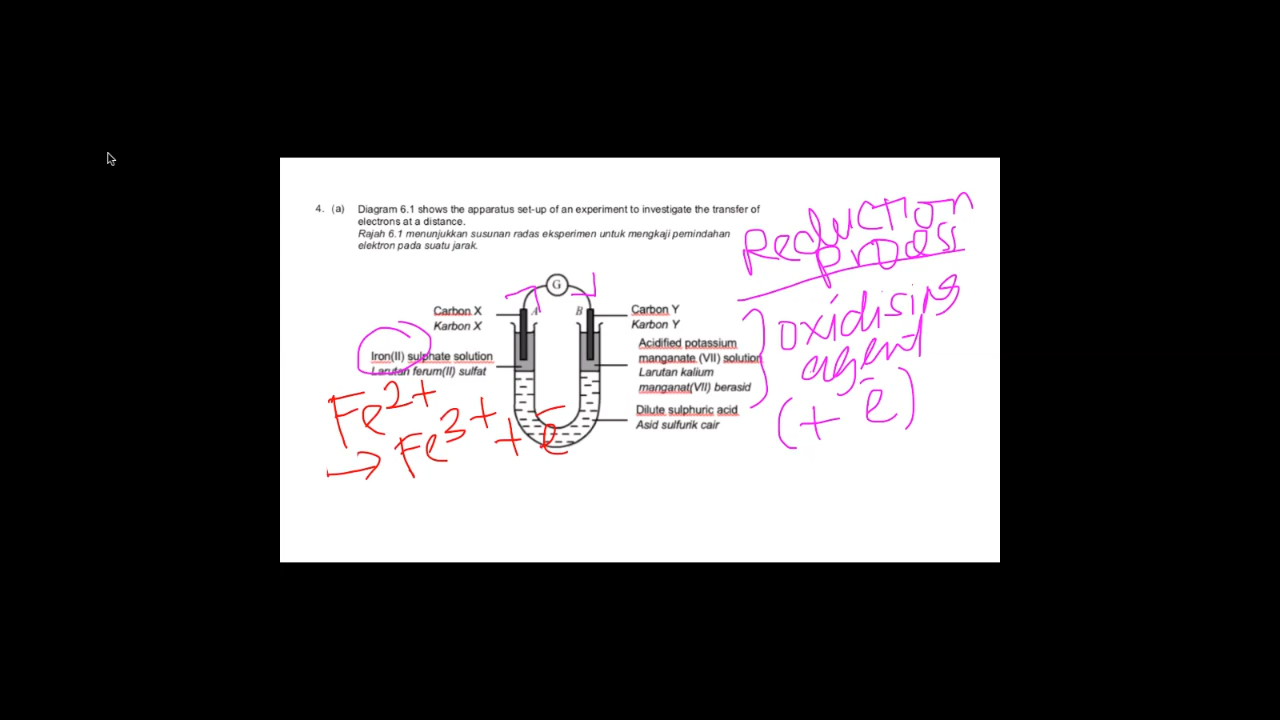 4. (a) Diagram 6.1 shows the apparatus set-up of an experiment to investigate the transfer of
electrons at a distance.
Rajah 6.1 menunjukkan susunan radas eksperimen untuk mengkaji pemindahan
elektron pada suatu jarak.
Reduction
process
G
A
B
Carbon X
Karbon X
Carbon Y
Karbon Y
Iron(II) sulphate solution
Larutan ferum(II) sulfat
Acidified potassium
manganate (VII) solution
Larutan kalium
manganat(VII) berasid
Dilute sulphuric acid
Asid sulfurik cair
oxidising
agent
(+ e̅)
Fe2+
→ Fe3+ + e̅